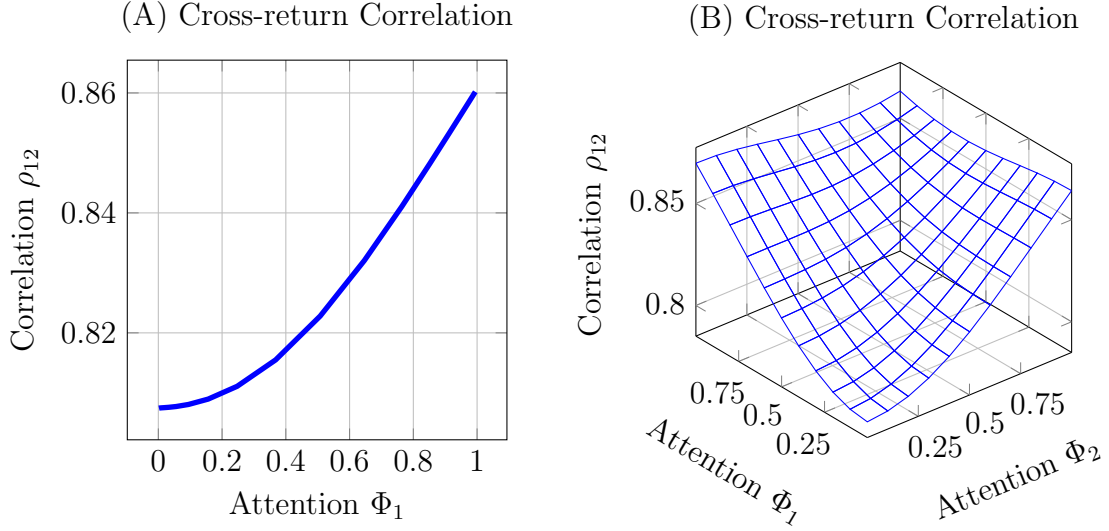 (A) Cross-return Correlation
0.86
0.84
0.82
Correlation ρ12
0
0.2
0.4
0.6
0.8
1
Attention Φ1
(B) Cross-return Correlation
0.85
0.8
Correlation ρ12
0.75
0.5
0.25
Attention Φ1
0.25
0.5
0.75
Attention Φ2